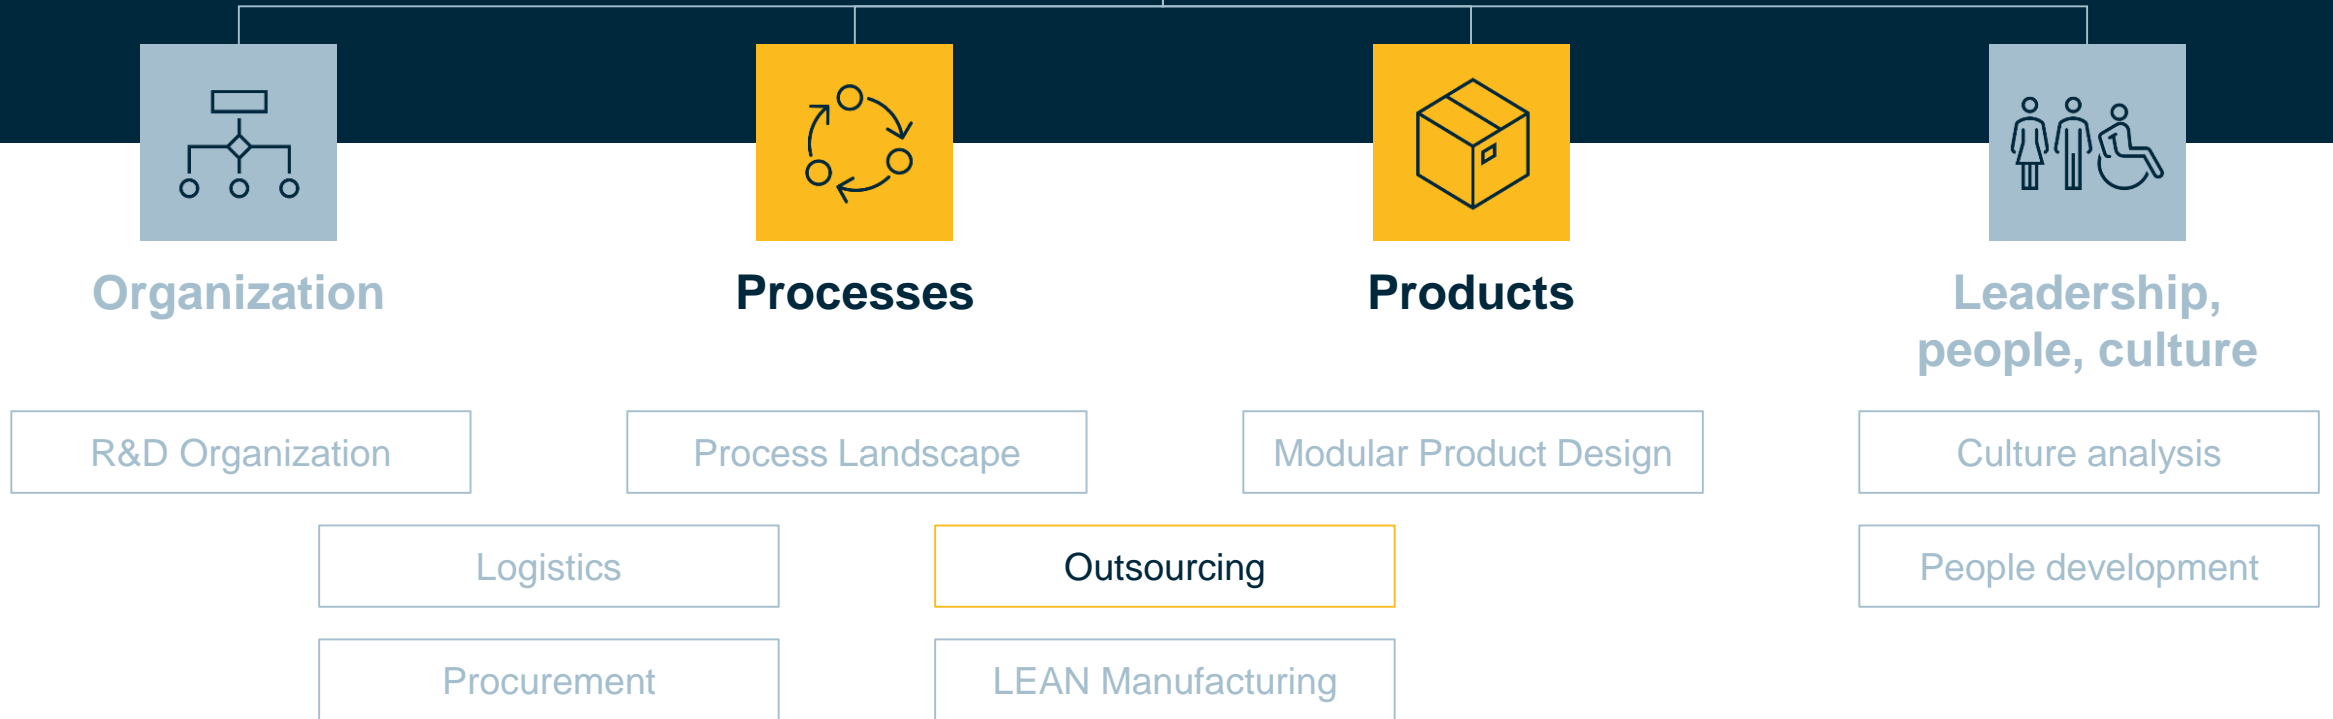 Organization
Processes
Products
Leadership,
people, culture
R&D Organization
Process Landscape
Modular Product Design
Culture analysis
Logistics
Outsourcing
People development
Procurement
LEAN Manufacturing